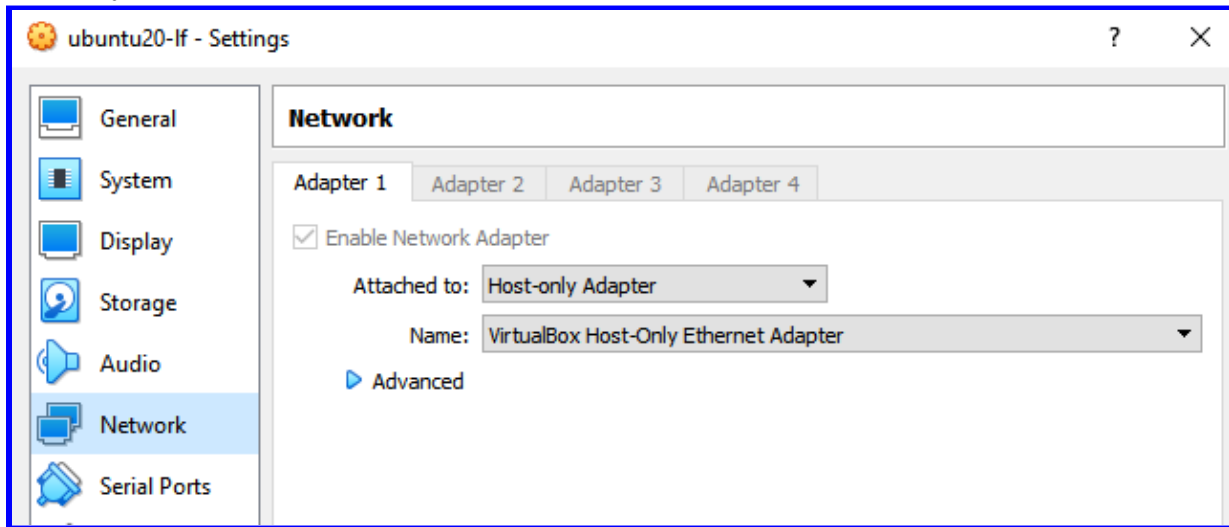 ubuntu20-lf - Settings ? ×
General
System
Display
Storage
Audio
Network
Serial Ports
Network
Adapter 1 Adapter 2 Adapter 3 Adapter 4
Enable Network Adapter
Attached to: Host-only Adapter
Name: VirtualBox Host-Only Ethernet Adapter
Advanced